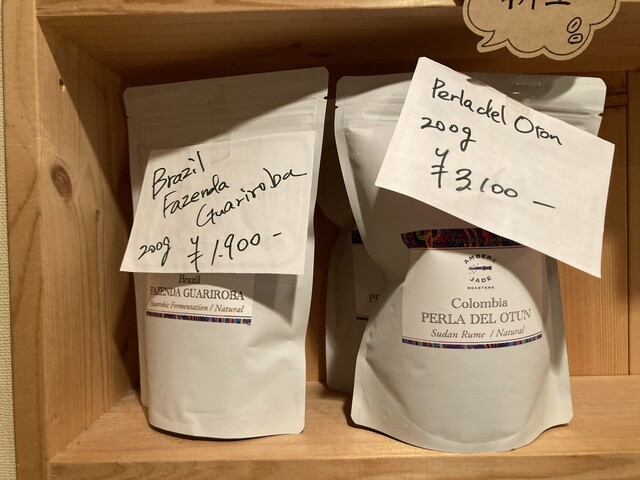 Brazil
Fazenda
Guariroba
200g ¥1.900-
Brazil
FAZENDA GUARIROBA
Anaerobic Fermentation / Natural
Perla del Oton
200g
¥3.100-
AMBERS
JADE
ROASTERS
Colombia
PERLA DEL OTUN
Sudan Rume / Natural